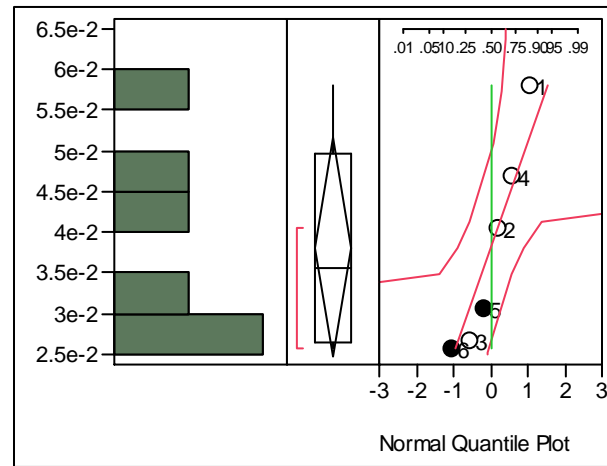 6.5e-2
6e-2
5.5e-2
5e-2
4.5e-2
4e-2
3.5e-2
3e-2
2.5e-2
.01 .05 .10 .25 .50 .75 .90 .95 .99
1
4
2
5
3
6
-3 -2 -1 0 1 2 3
Normal Quantile Plot